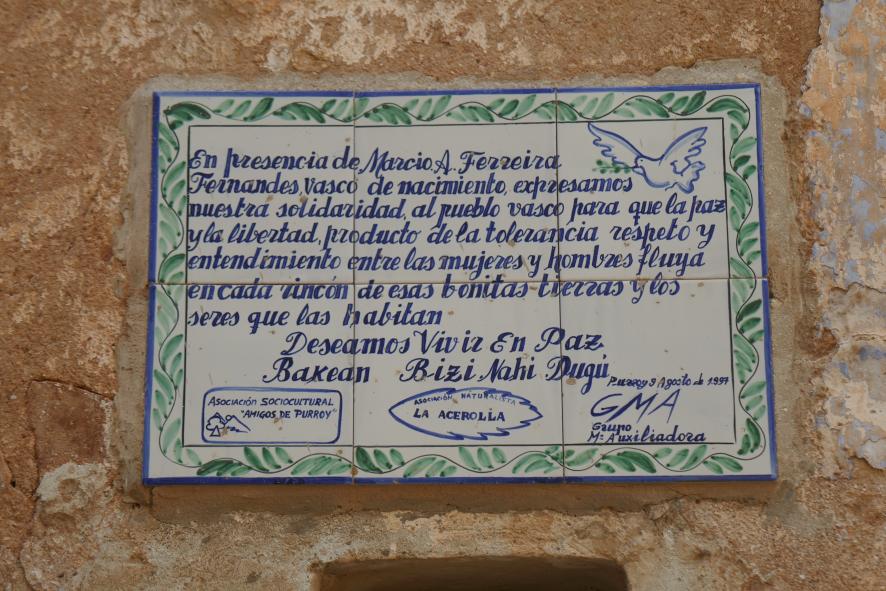 En presencia de Marcio A. Ferreira
Fernandes, vasco de nacimiento, expresamos
nuestra solidaridad, al pueblo vasco para que la paz
y la libertad, producto de la tolerancia respeto y
entendimiento entre las mujeres y hombres fluya
en cada rincón de esas bonitas tierras y los
seres que las habitan
Deseamos Vivir En Paz
Bakean Bizi Nahi Dugú
Purroy 9 Agosto de 1997
ASOCIACIÓN SOCIOCULTURAL
"AMIGOS DE PURROY"
ASOCIACIÓN NATURALISTA
LA ACEROLLA
GMA
Grupo
Mª Auxiliadora